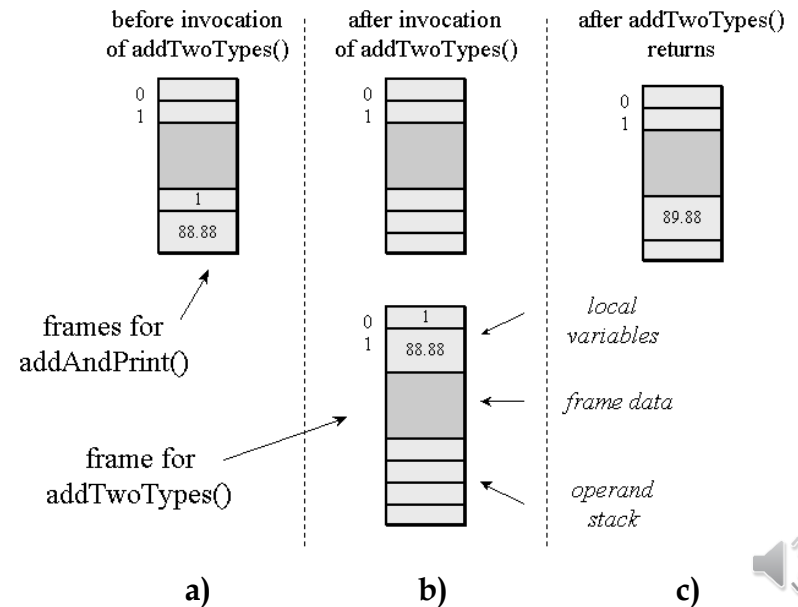 before invocation
of addTwoTypes()
0
1
1
88.88
frames for
addAndPrint()
frame for
addTwoTypes()
a)
after invocation
of addTwoTypes()
0
1
0
1
1
88.88
b)
after addTwoTypes()
returns
0
1
89.88
local
variables
frame data
operand
stack
c)